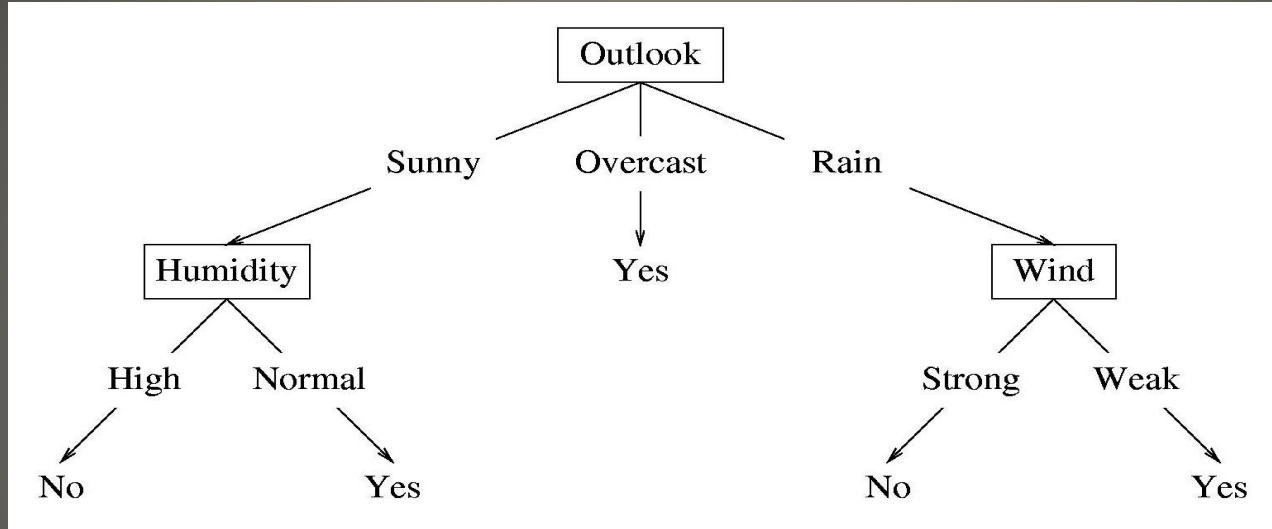 Outlook
Sunny Overcast Rain
Humidity Yes Wind
High Normal Strong Weak
No Yes No Yes